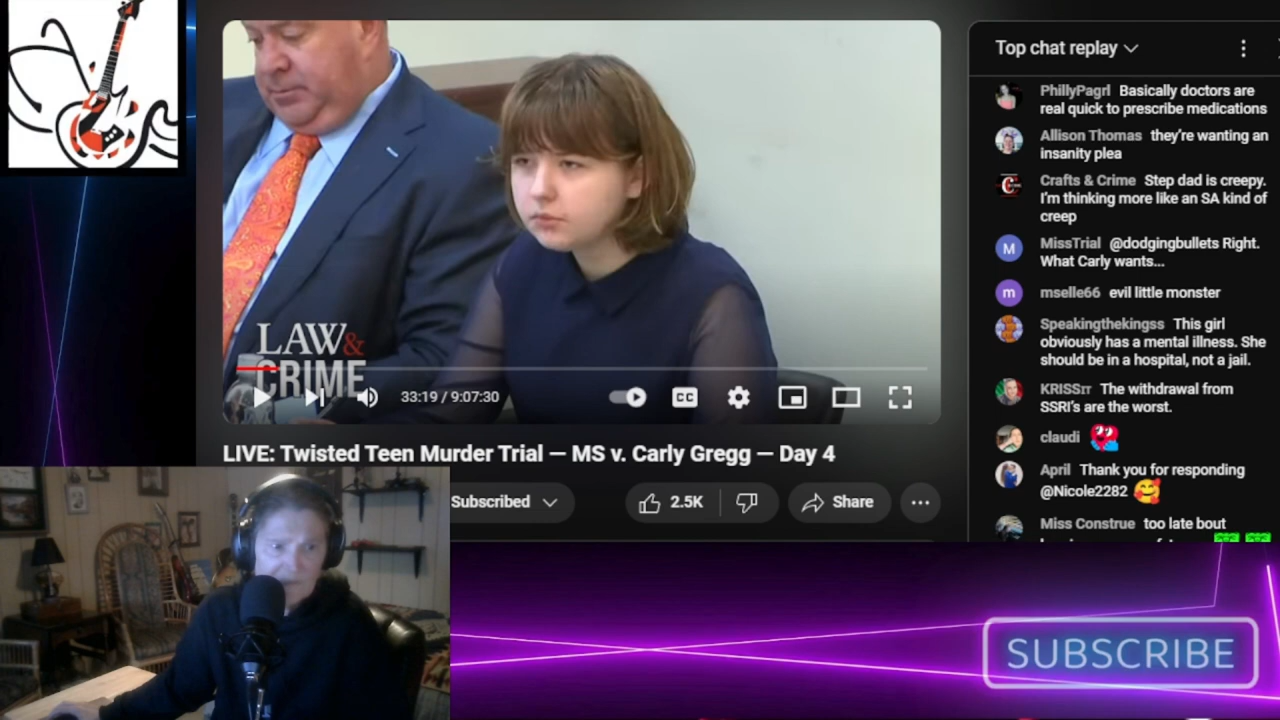 Top chat replay
PhillyPagrl Basically doctors are
real quick to prescribe medications
Allison Thomas they're wanting an
insanity plea
Crafts & Crime Step dad is creepy.
I'm thinking more like an SA kind of
creep
M
MissTrial @dodgingbullets Right.
What Carly wants...
m
mselle66 evil little monster
Speakingthekingss This girl
obviously has a mental illness. She
should be in a hospital, not a jail.
KRISSrr The withdrawal from
SSRI's are the worst.
claudi
April Thank you for responding
@Nicole2282
Miss Construe too late bout
LAW&
CRIME
33:19 / 9:07:30
CC
LIVE: Twisted Teen Murder Trial — MS v. Carly Gregg — Day 4
Subscribed
2.5K
Share
SUBSCRIBE